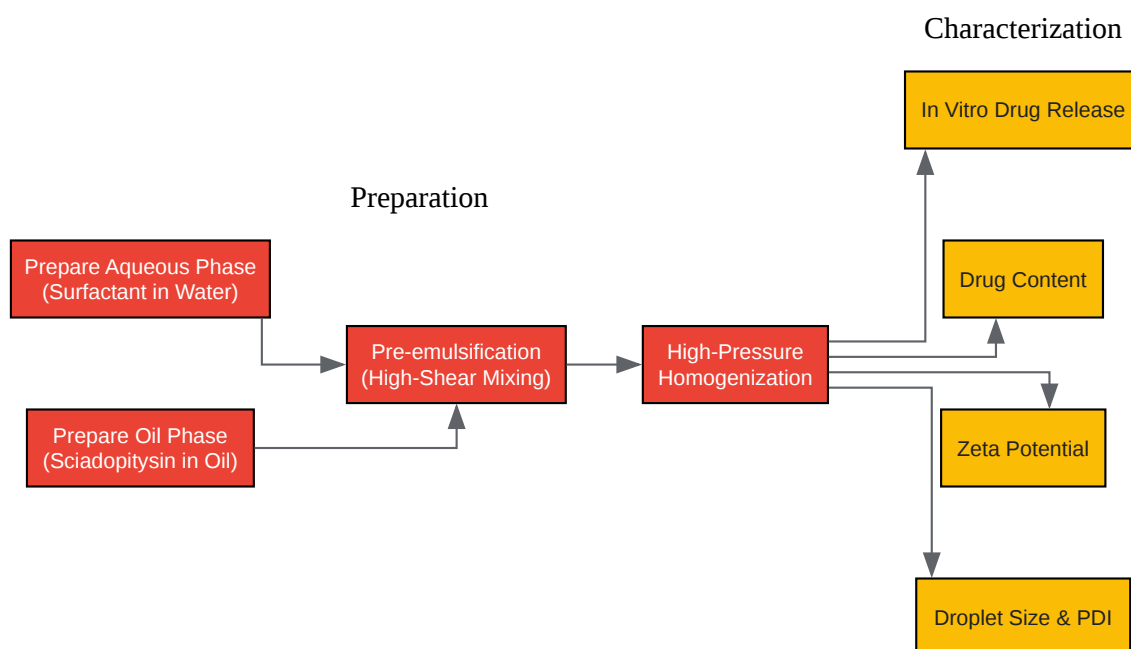 Characterization
In Vitro Drug Release
Preparation
Prepare Aqueous Phase
(Surfactant in Water)
Drug Content
Pre-emulsification
(High-Shear Mixing)
High-Pressure
Homogenization
Prepare Oil Phase
(Sciadopitysin in Oil)
Zeta Potential
Droplet Size & PDI